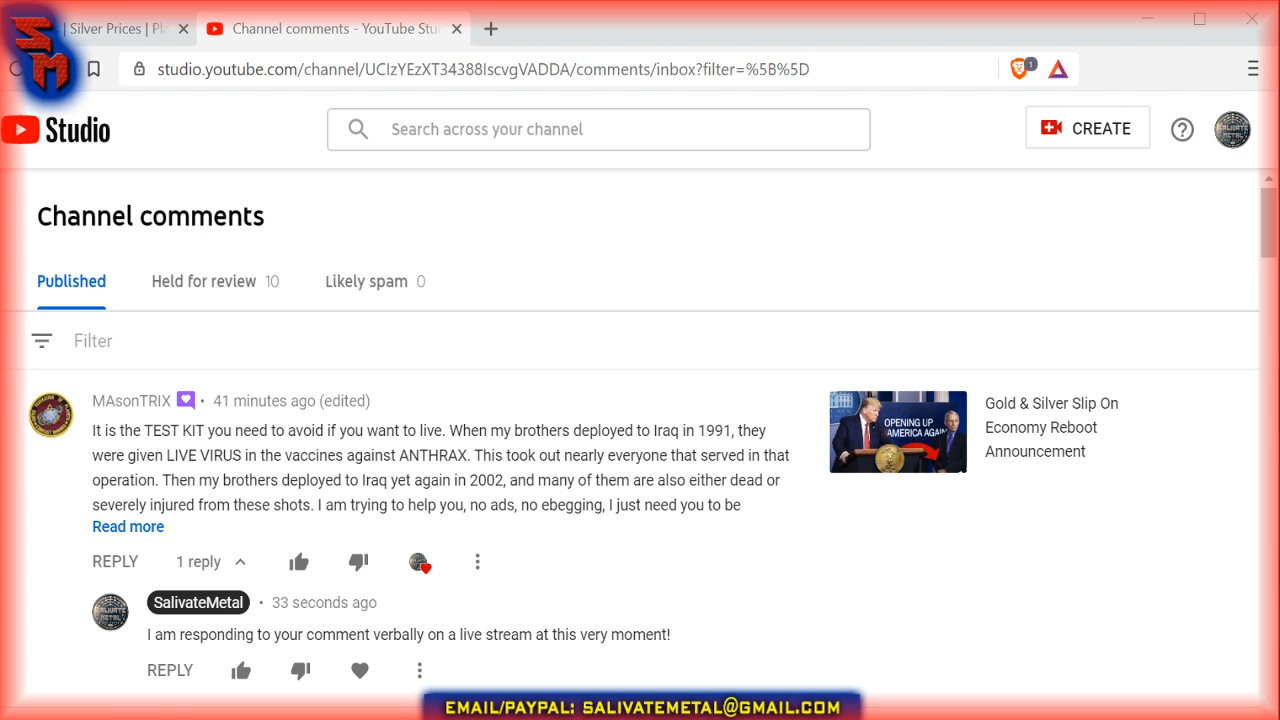 SM
| Silver Prices | Pla
Channel comments - YouTube Stu
studio.youtube.com/channel/UCIzYEzXT34388IscvgVADDA/comments/inbox?filter=%5B%5D
1
Studio
Search across your channel
CREATE
Channel comments
Published
Held for review 10
Likely spam 0
Filter
MAsonTRIX • 41 minutes ago (edited)
It is the TEST KIT you need to avoid if you want to live. When my brothers deployed to Iraq in 1991, they
were given LIVE VIRUS in the vaccines against ANTHRAX. This took out nearly everyone that served in that
operation. Then my brothers deployed to Iraq yet again in 2002, and many of them are also either dead or
severely injured from these shots. I am trying to help you, no ads, no ebegging, I just need you to be
Read more
OPENING UP
AMERICA AGAIN
Gold & Silver Slip On
Economy Reboot
Announcement
REPLY
1 reply
SalivateMetal • 33 seconds ago
I am responding to your comment verbally on a live stream at this very moment!
REPLY
EMAIL/PAYPAL: SALIVATEMETAL@GMAIL.COM